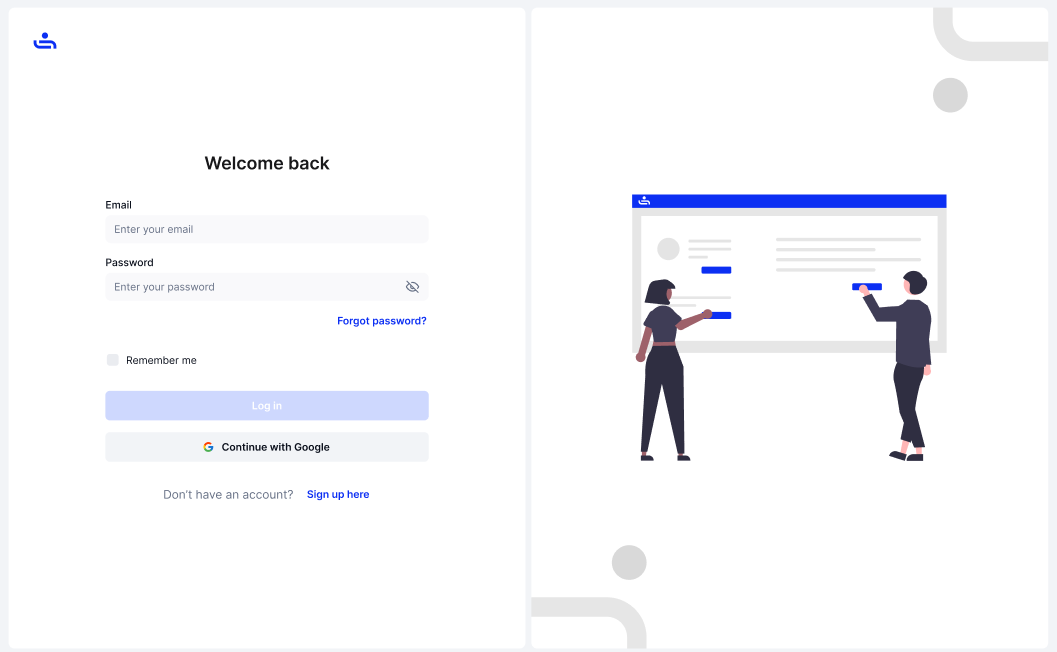 Welcome back
Email
Enter your email
Password
Enter your password
Forgot password?
Remember me
Log in
Continue with Google
Don't have an account? Sign up here